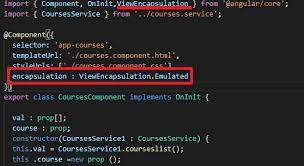 import { Component, OnInit,ViewEncapsulation } from '@angular/core';
import { CoursesService } from '../courses.service';
@Component({
selector: 'app-courses',
templateUrl: './courses.component.html',
styleUrls: ['./courses.component.css'],
encapsulation : ViewEncapsulation.Emulated
})
export class CoursesComponent implements OnInit {
val : prop[];
course : prop;
constructor(CoursesService1 : CoursesService) {
this.val = CoursesService1.courseslist();
this.course =new prop ();